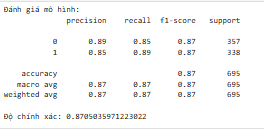 Đánh giá mô hình:
precision recall f1-score support
0 0.89 0.85 0.87 357
1 0.85 0.89 0.87 338
accuracy 0.87 695
macro avg 0.87 0.87 0.87 695
weighted avg 0.87 0.87 0.87 695
Độ chính xác: 0.8705035971223022